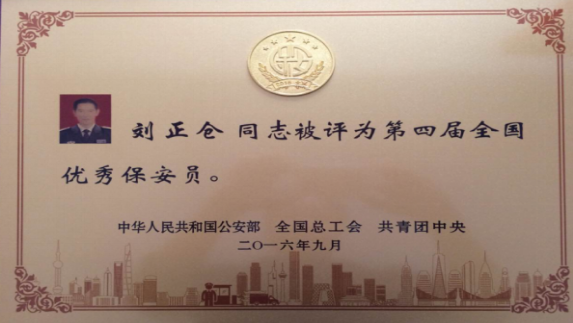 刘正仓 同志被评为第四届全国
优秀保安员。
中华人民共和国公安部 全国总工会 共青团中央
二〇一六年九月